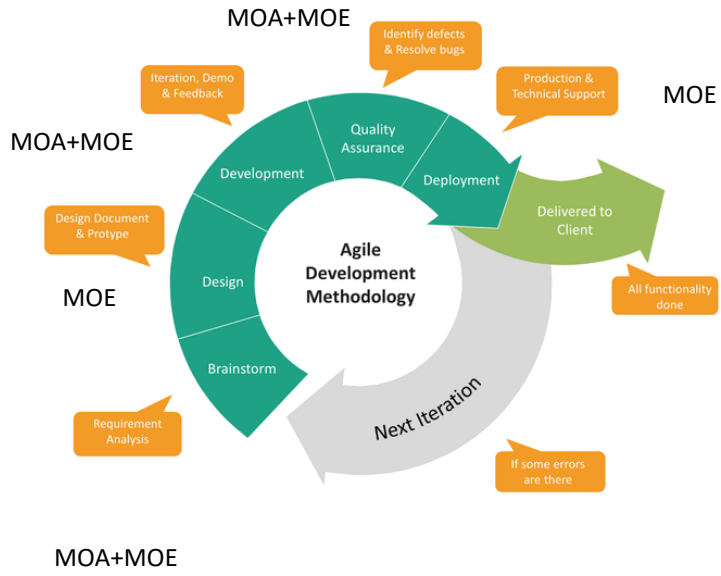 MOA+MOE
Identify defects
& Resolve bugs
Iteration, Demo
& Feedback
Production &
Technical Support
MOE
MOA+MOE
Quality
Assurance
Development
Deployment
Design Document
& Protype
Delivered to
Client
Agile
Development
Methodology
Design
MOE
All functionality
done
Brainstorm
Requirement
Analysis
Next Iteration
If some errors
are there
MOA+MOE